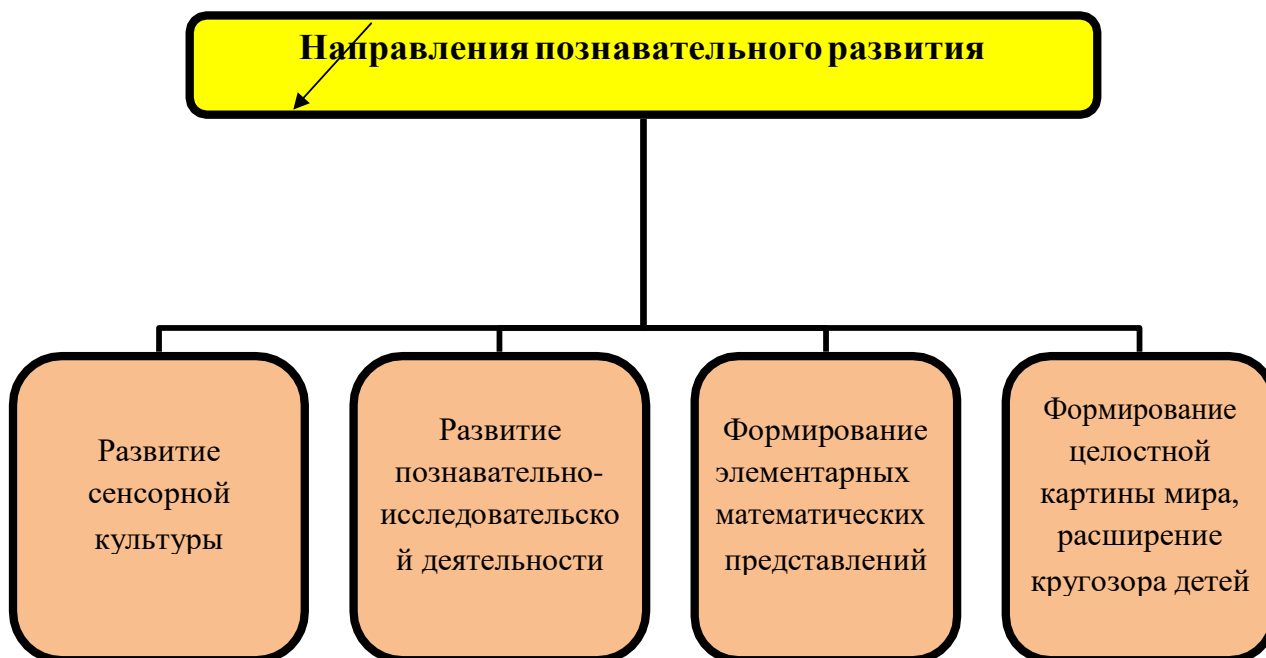 Направления познавательного развития
Развитие
сенсорной
культуры
Развитие
познавательно-
исследовательско
й деятельности
Формирование
элементарных
математических
представлений
Формирование
целостной
картины мира,
расширение
кругозора детей